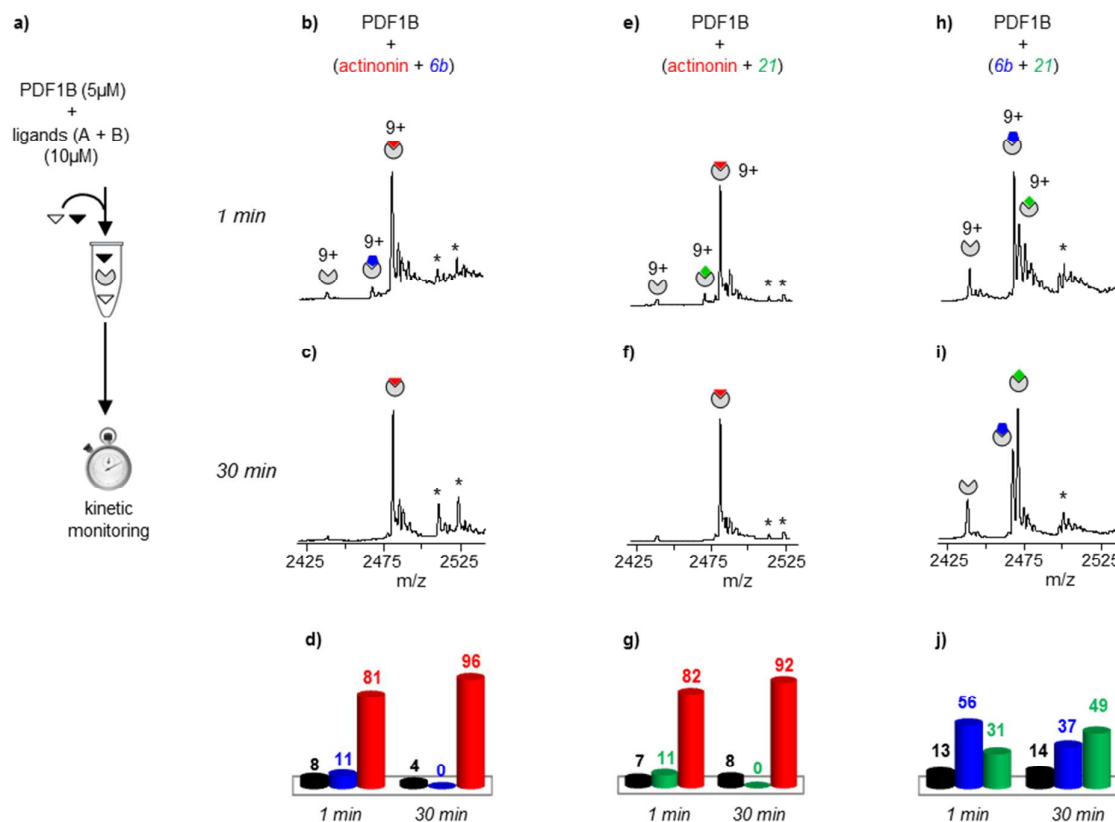 a)
PDF1B (5µM)
+
ligands (A + B)
(10µM)
kinetic
monitoring
1 min
30 min
b)
PDF1B
+
(actinonin + 6b)
9+
9+
9+
*
*
c)
*
*
2425
2475
2525
m/z
d)
8
11
81
4
0
96
1 min
30 min
e)
PDF1B
+
(actinonin + 21)
9+
9+
9+
*
*
f)
*
*
2425
2475
2525
m/z
g)
7
11
82
8
0
92
1 min
30 min
h)
PDF1B
+
(6b + 21)
9+
9+
9+
*
i)
*
2425
2475
2525
m/z
j)
13
56
31
14
37
49
1 min
30 min